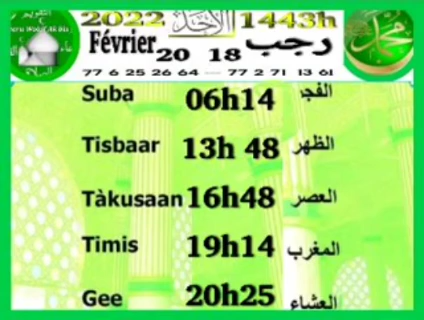 2022 الأحد 1443h
Février 20 18 رجب
77 6 25 26 64 — 77 2 71 13 61
Suba 06h14 الفجر
Tisbaar 13h 48 الظهر
Tàkusaan 16h48 العصر
Timis 19h14 المغرب
Gee 20h25 العشاء
محمد